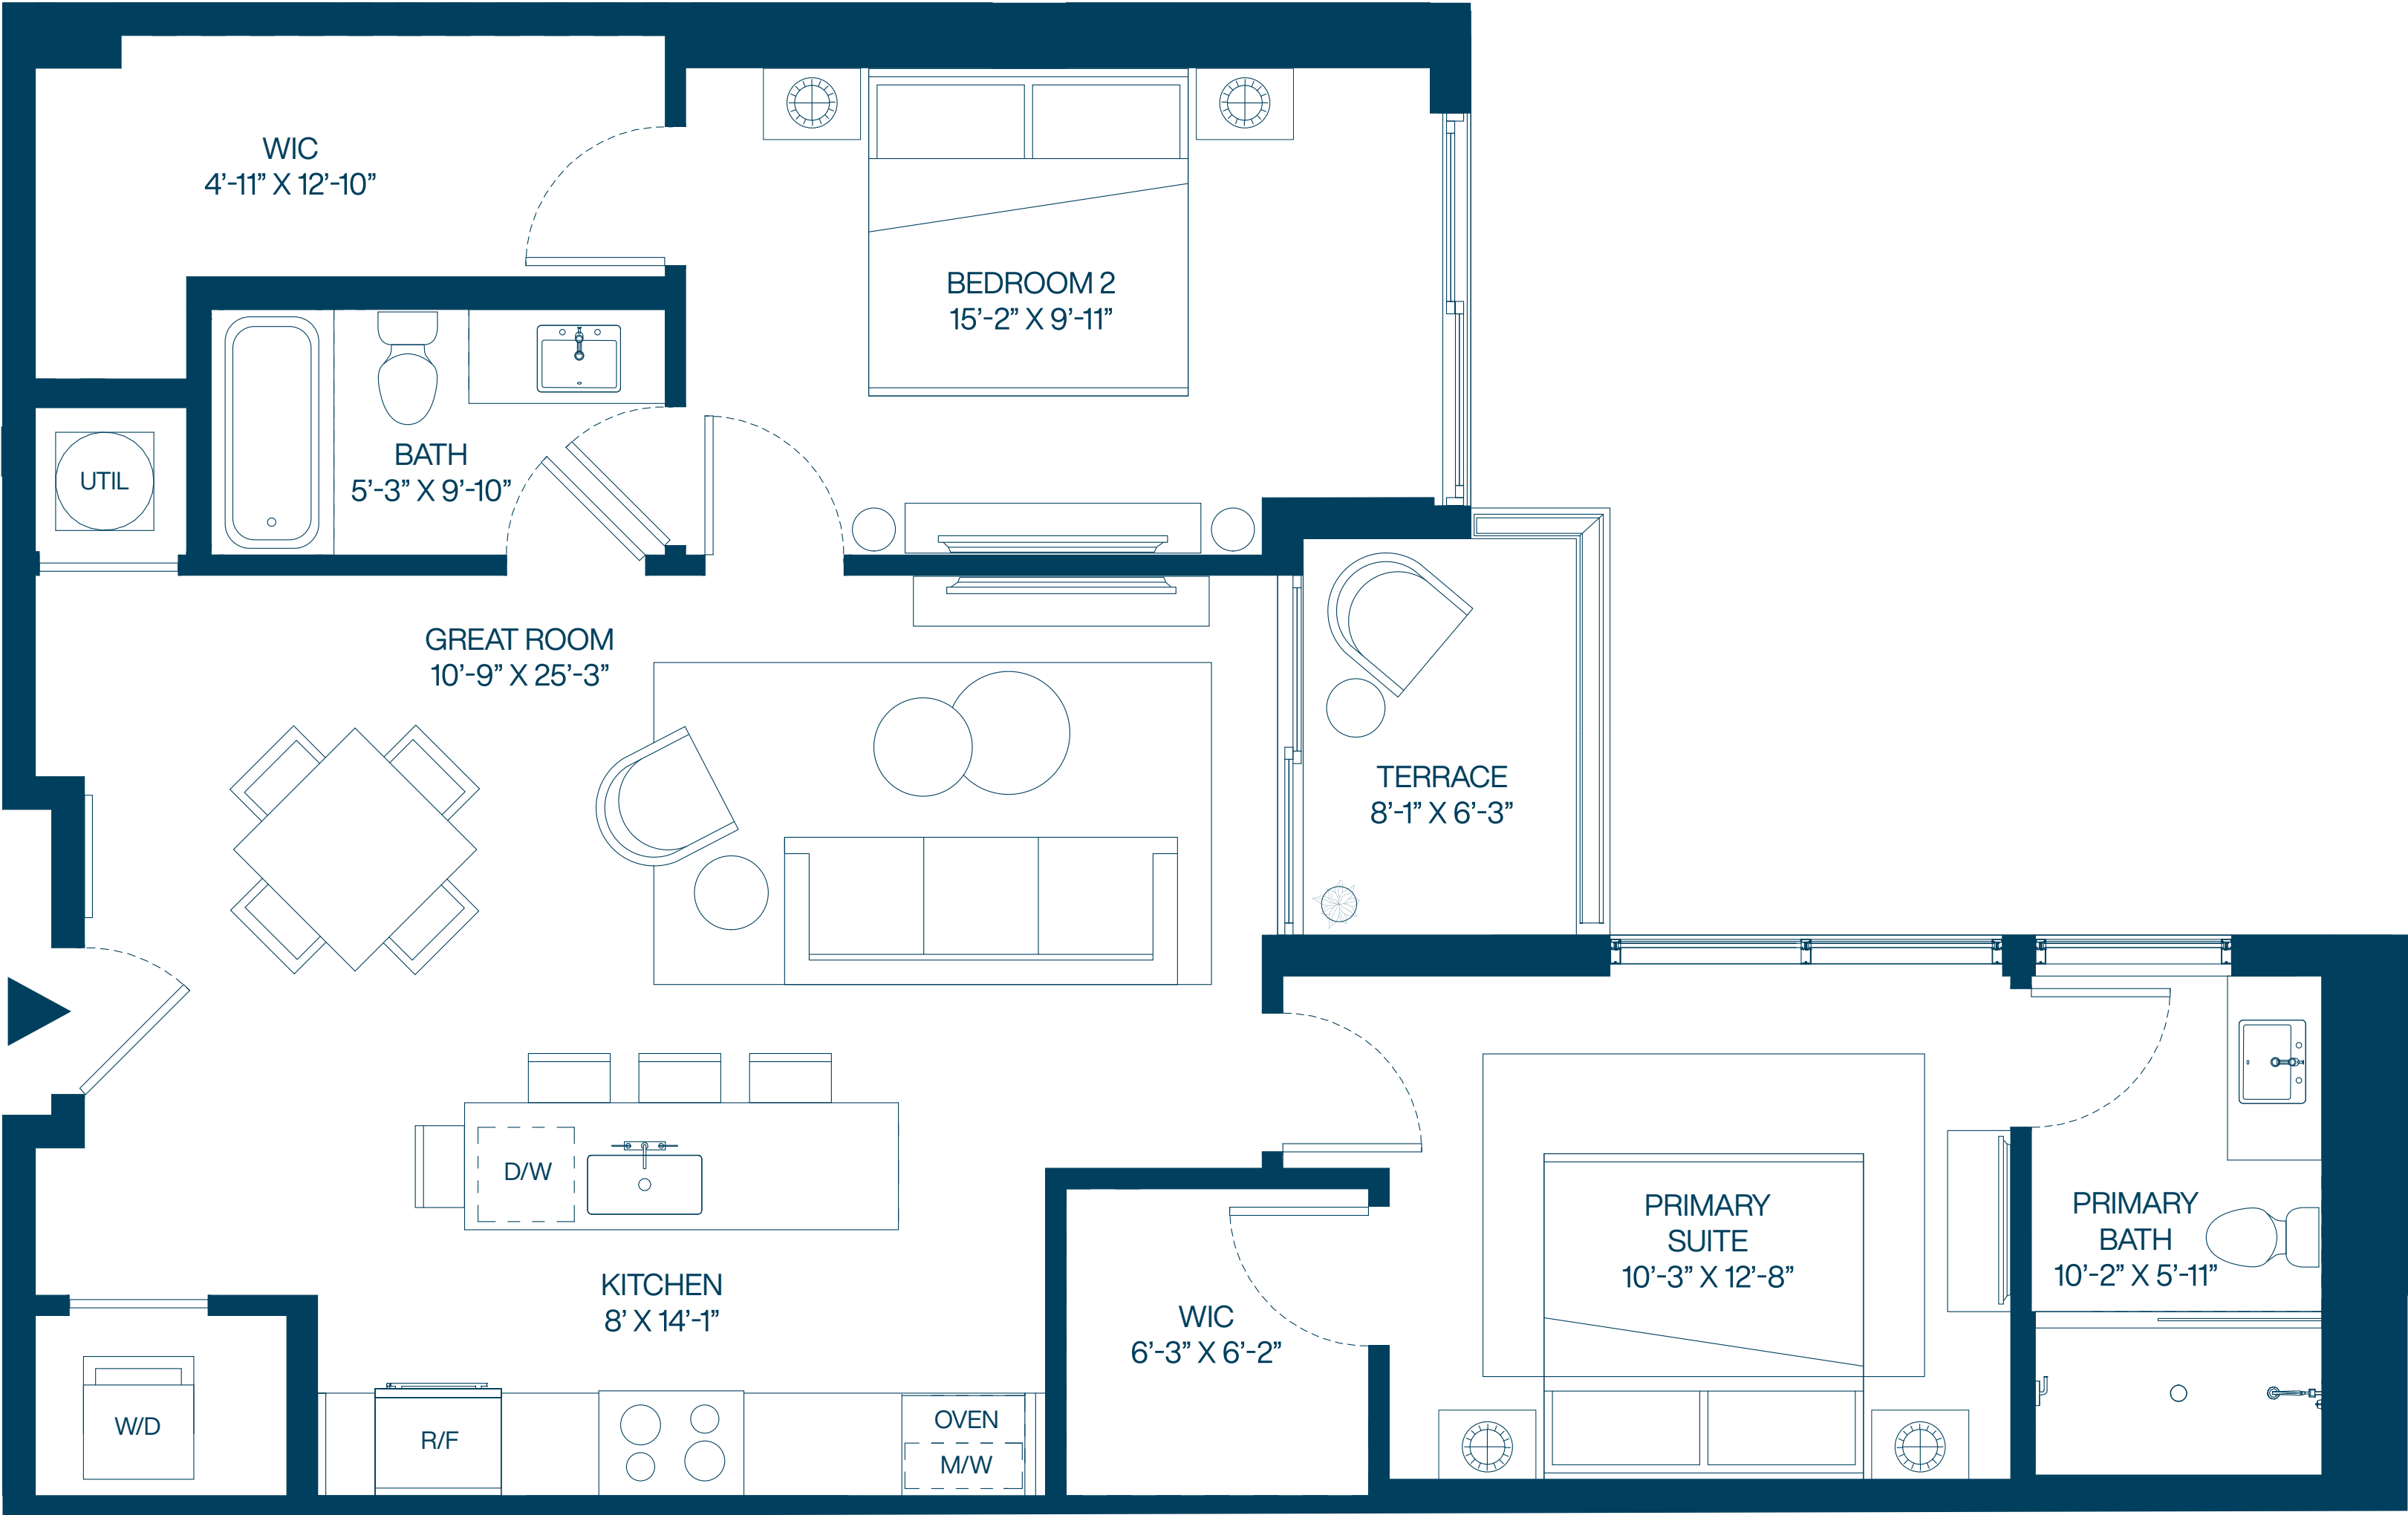 WIC
4’-11” X 12’-10”
BEDROOM 2
15’-2” X 9’-11”
BATH
5’-3” X 9’-10”
UTIL
GREAT ROOM
10’-9” X 25’-3”
TERRACE
8’-1” X 6’-3”
D/W
KITCHEN
8’ X 14’-1”
WIC
6’-3” X 6’-2”
PRIMARY
SUITE
10’-3” X 12’-8”
PRIMARY
BATH
10’-2” X 5’-11”
W/D
R/F
OVEN
M/W